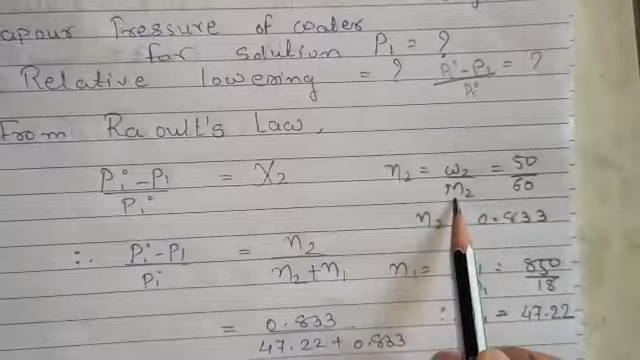 Vapour Pressure of water
for solution P₁ = ?
Relative lowering = ? P₁° - P₁ / P₁° = ?
From Raoult's Law,
P₁° - P₁ / P₁° = X₂ n₂ = w₂ / M₂ = 50 / 60
n₂ 0.833
∴ P₁° - P₁ / P₁° = n₂ / n₂ + n₁ n₁ = 850 / 18
= 0.833 / 47.22 + 0.833 ∴ = 47.22